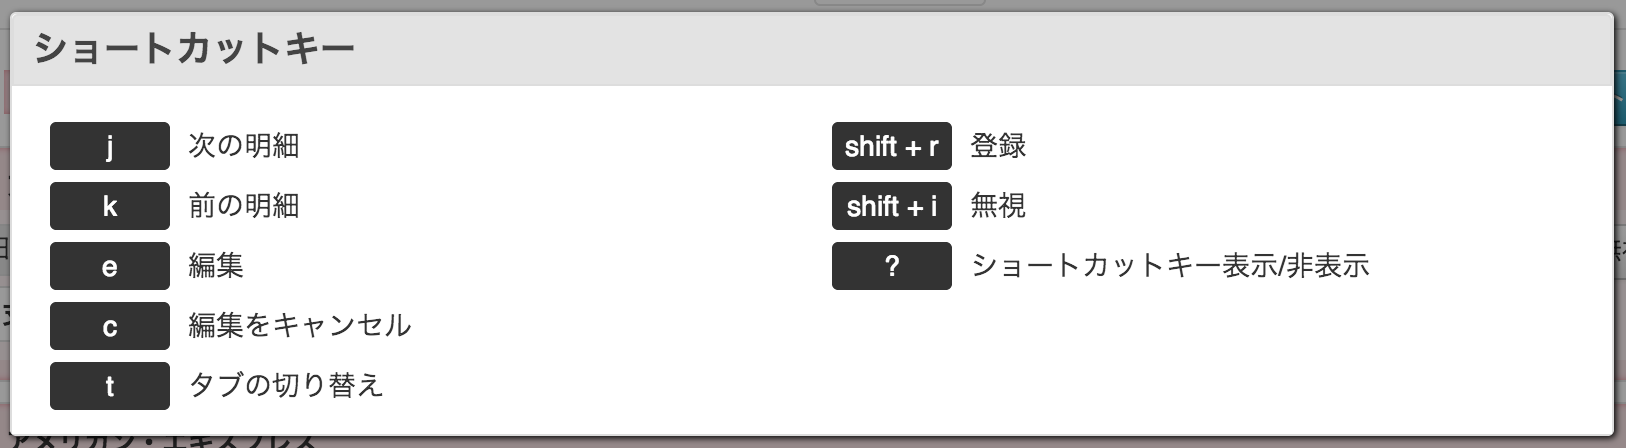 ショートカットキー
j 次の明細
k 前の明細
e 編集
c 編集をキャンセル
t タブの切り替え
shift + r 登録
shift + i 無視
? ショートカットキー表示/非表示